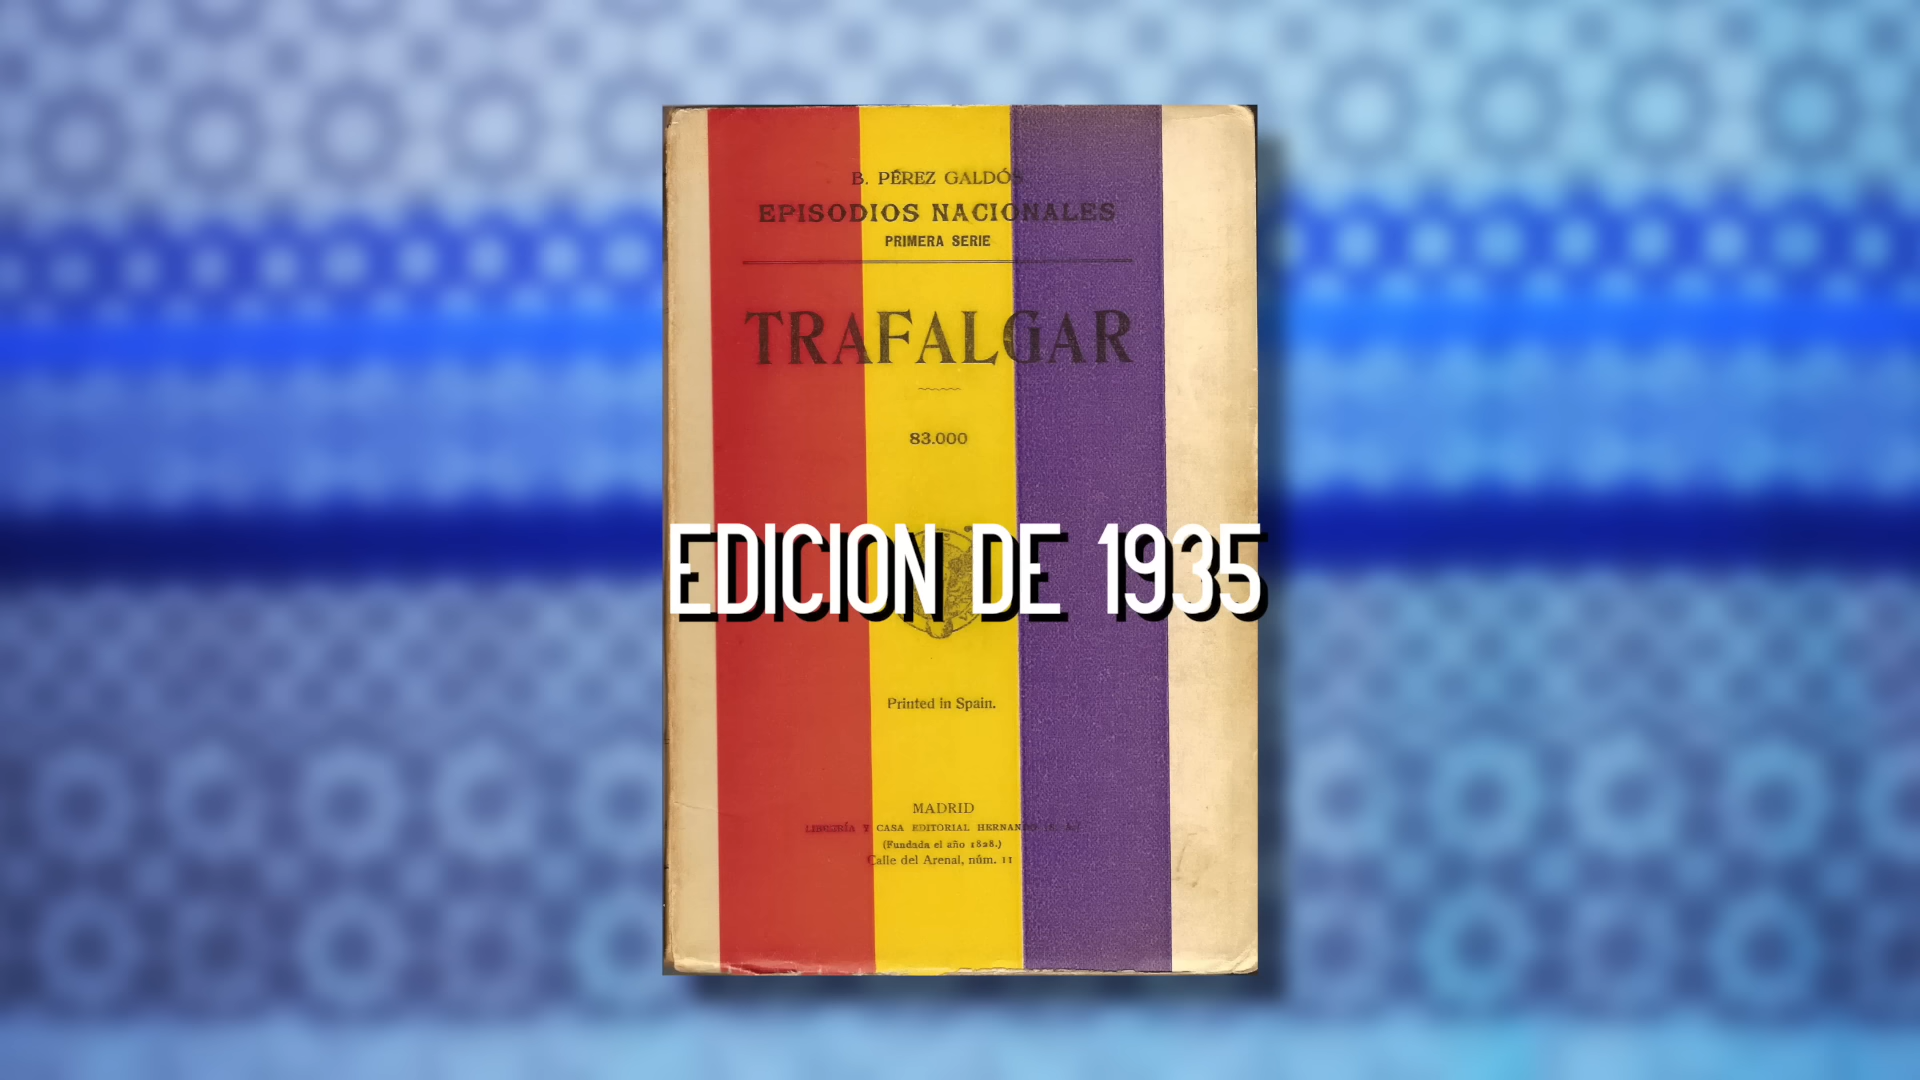 B. PÉREZ GALDÓS
EPISODIOS NACIONALES
PRIMERA SERIE
TRAFALGAR
83.000
EDICION DE 1935
Printed in Spain.
MADRID
LIBRERÍA Y CASA EDITORIAL HERNANDO (S. A.)
(Fundada el año 1828.)
Calle del Arenal, núm. 11